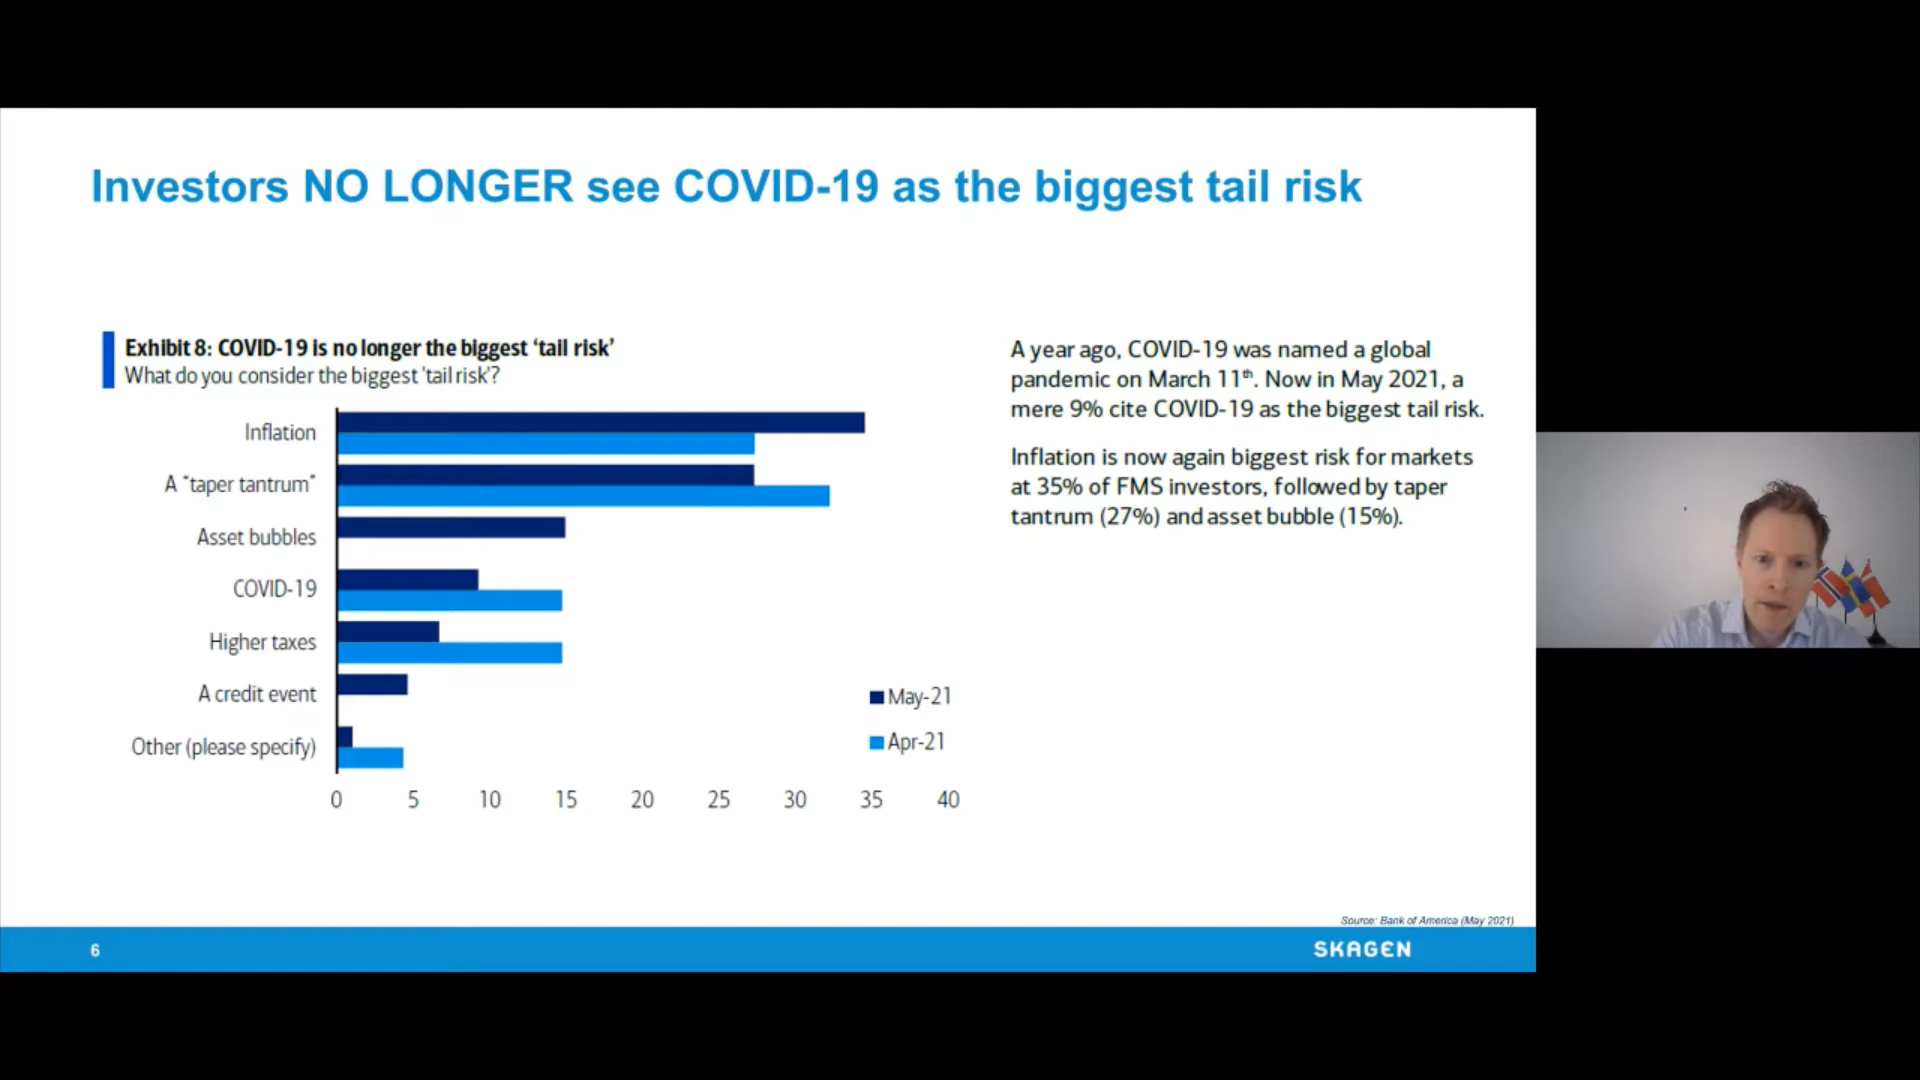 Investors NO LONGER see COVID-19 as the biggest tail risk
Exhibit 8: COVID-19 is no longer the biggest ‘tail risk’
What do you consider the biggest 'tail risk'?
Inflation
A "taper tantrum"
Asset bubbles
COVID-19
Higher taxes
A credit event
Other (please specify)
0 5 10 15 20 25 30 35 40
May-21
Apr-21
A year ago, COVID-19 was named a global
pandemic on March 11th. Now in May 2021, a
mere 9% cite COVID-19 as the biggest tail risk.
Inflation is now again biggest risk for markets
at 35% of FMS investors, followed by taper
tantrum (27%) and asset bubble (15%).
Source: Bank of America (May 2021)
6
SKAGEN